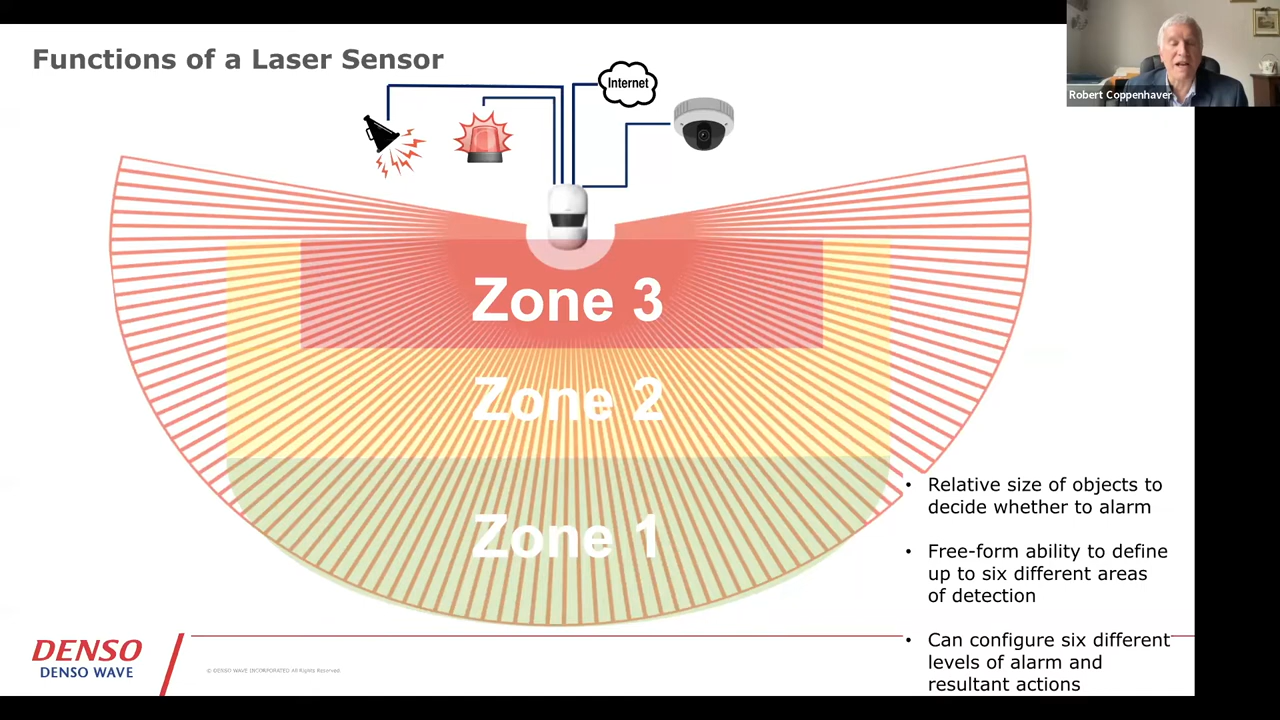 Functions of a Laser Sensor
Internet
Robert Coppenhaver
Zone 3
Zone 2
Zone 1
• Relative size of objects to
decide whether to alarm
• Free-form ability to define
up to six different areas
of detection
• Can configure six different
levels of alarm and
resultant actions
DENSO
DENSO WAVE
© DENSO WAVE INCORPORATED All Rights Reserved.